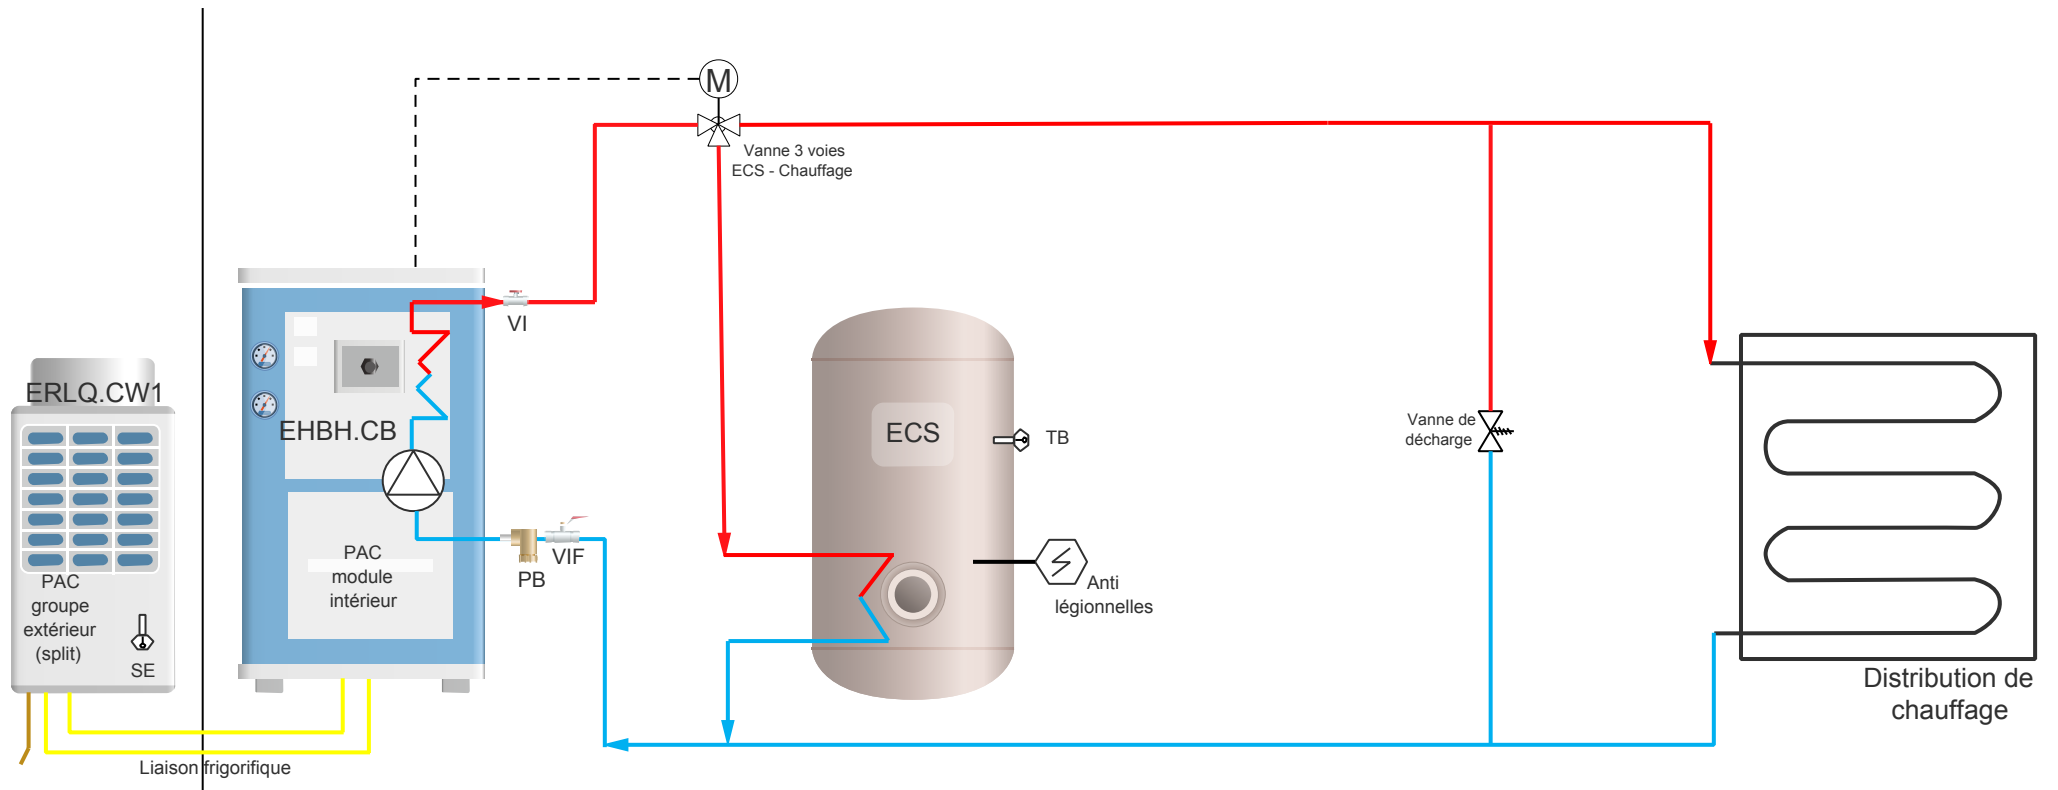 M
Vanne 3 voies
ECS - Chauffage
VI
ERLQ.CW1
EHBH.CB
ECS
TB
Vanne de
décharge
PAC
module
intérieur
PB
VIF
Anti
légionnelles
PAC
groupe
extérieur
(split)
SE
Distribution de
chauffage
Liaison frigorifique